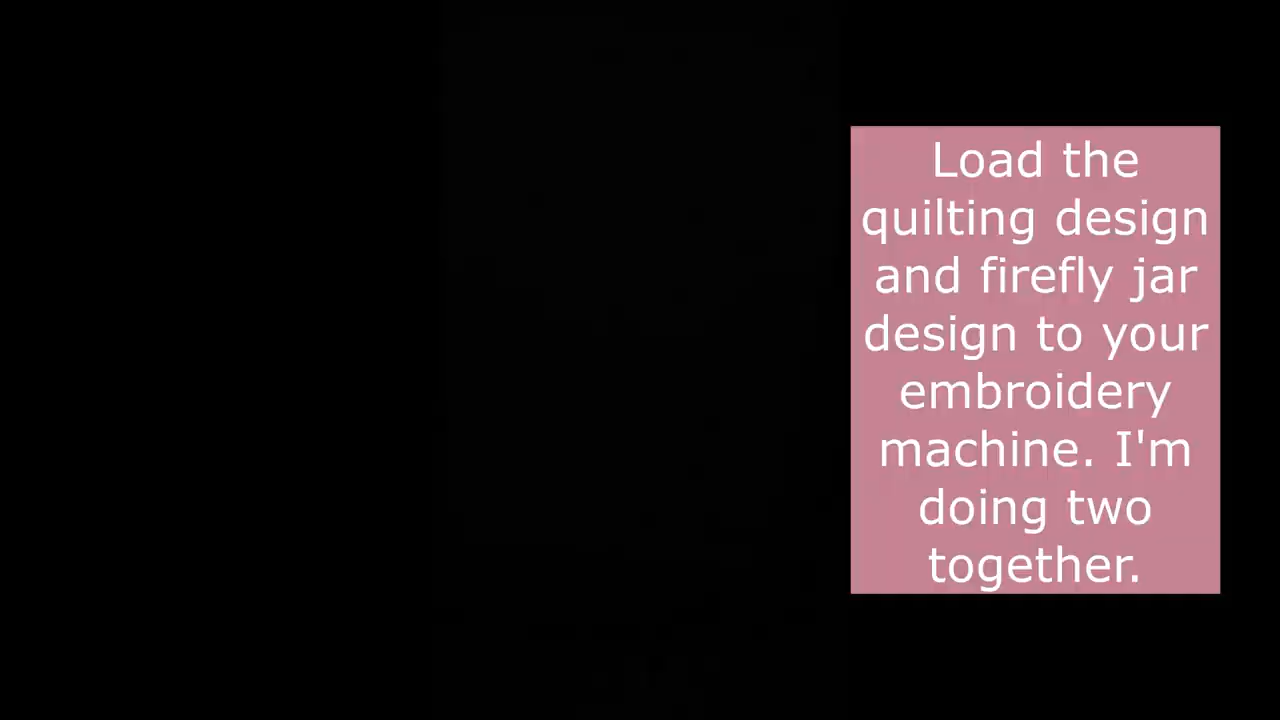 Load the
quilting design
and firefly jar
design to your
embroidery
machine. I'm
doing two
together.